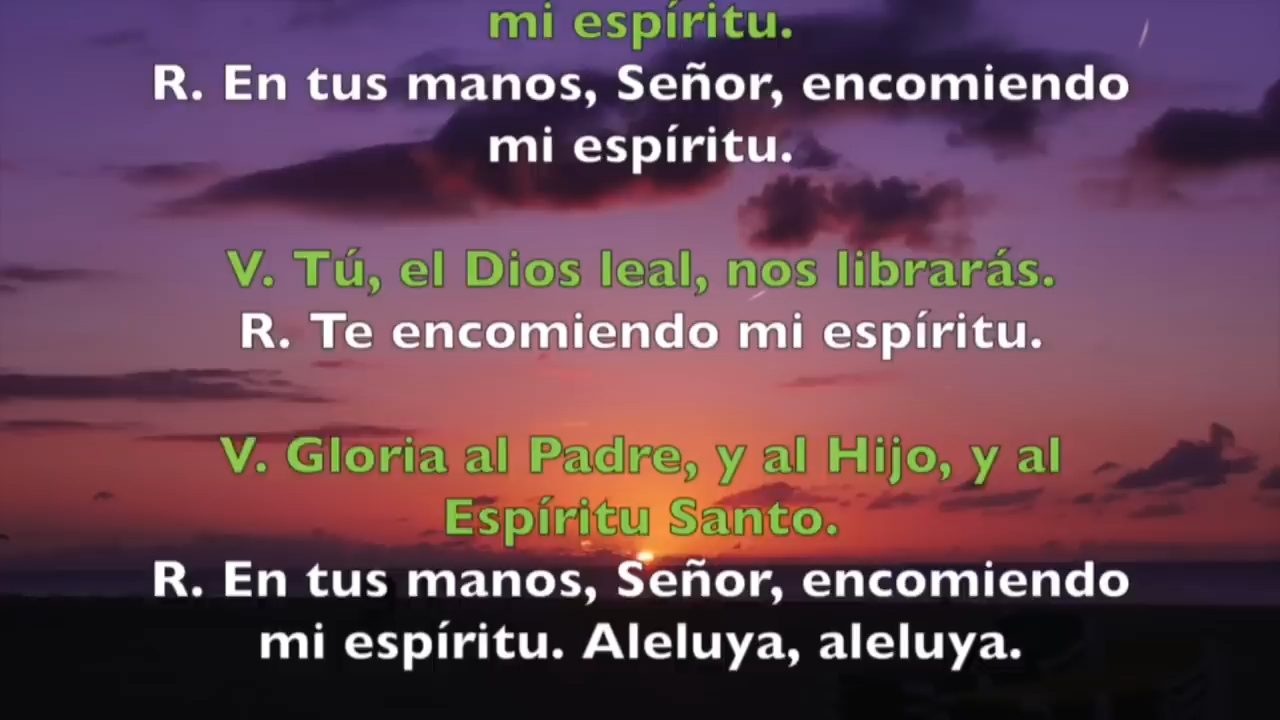 mi espíritu.
R. En tus manos, Señor, encomiendo
mi espíritu.
V. Tú, el Dios leal, nos librarás.
R. Te encomiendo mi espíritu.
V. Gloria al Padre, y al Hijo, y al
Espíritu Santo.
R. En tus manos, Señor, encomiendo
mi espíritu. Aleluya, aleluya.